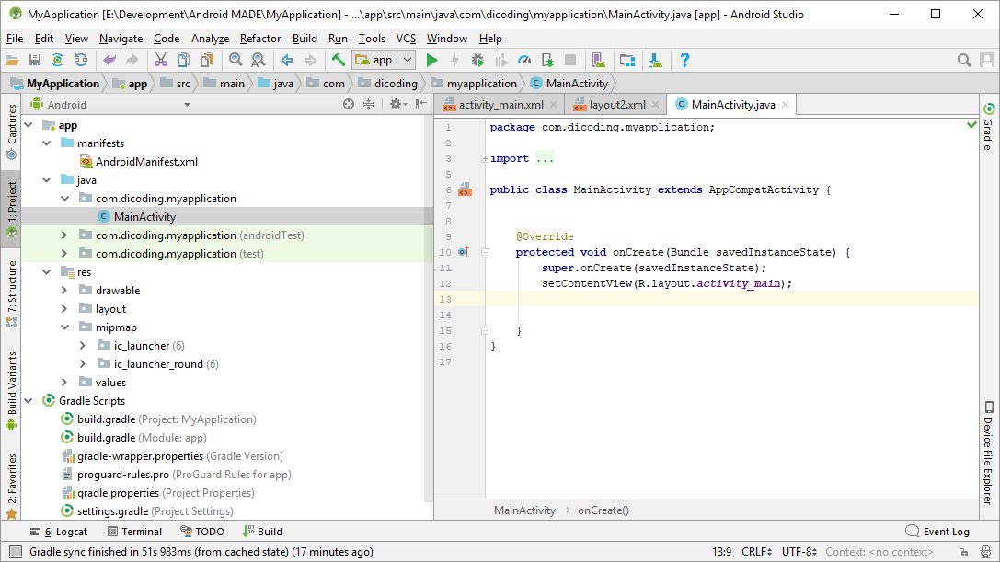 MyApplication [E:\Development\Android MADE\MyApplication] - ...\app\src\main\java\com\dicoding\myapplication\MainActivity.java [app] - Android Studio
File Edit View Navigate Code Analyze Refactor Build Run Tools VCS Window Help
app
MyApplication app src main java com dicoding myapplication MainActivity
Captures
1: Project
7: Structure
Build Variants
2: Favorites
Android
app
manifests
AndroidManifest.xml
java
com.dicoding.myapplication
MainActivity
com.dicoding.myapplication (androidTest)
com.dicoding.myapplication (test)
res
drawable
layout
mipmap
ic_launcher (6)
ic_launcher_round (6)
values
Gradle Scripts
build.gradle (Project: MyApplication)
build.gradle (Module: app)
gradle-wrapper.properties (Gradle Version)
proguard-rules.pro (ProGuard Rules for app)
gradle.properties (Project Properties)
settings.gradle (Project Settings)
activity_main.xml layout2.xml MainActivity.java
1 package com.dicoding.myapplication;
2
3 import ...
5
6 public class MainActivity extends AppCompatActivity {
7
8
9 @Override
10 protected void onCreate(Bundle savedInstanceState) {
11 super.onCreate(savedInstanceState);
12 setContentView(R.layout.activity_main);
13
14
15 }
16 }
17
MainActivity › onCreate()
Gradle
Device File Explorer
6: Logcat Terminal TODO Build Event Log
Gradle sync finished in 51s 983ms (from cached state) (17 minutes ago) 13:9 CRLF UTF-8 Context: <no context>